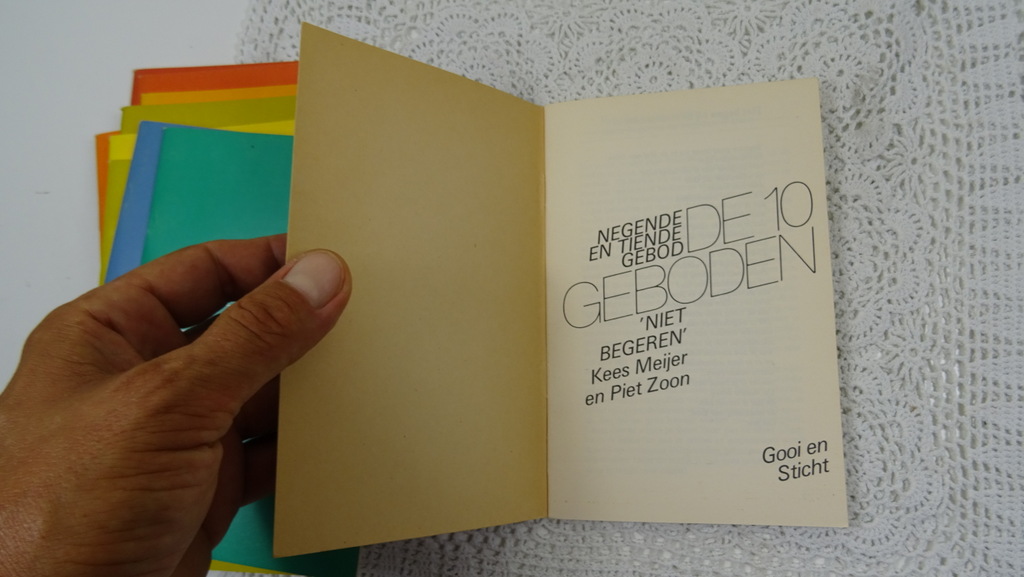 NEGENDE
EN TIENDE
GEBOD
DE 10
GEBODEN
'NIET
BEGEREN'
Kees Meijer
en Piet Zoon
Gooi en
Sticht